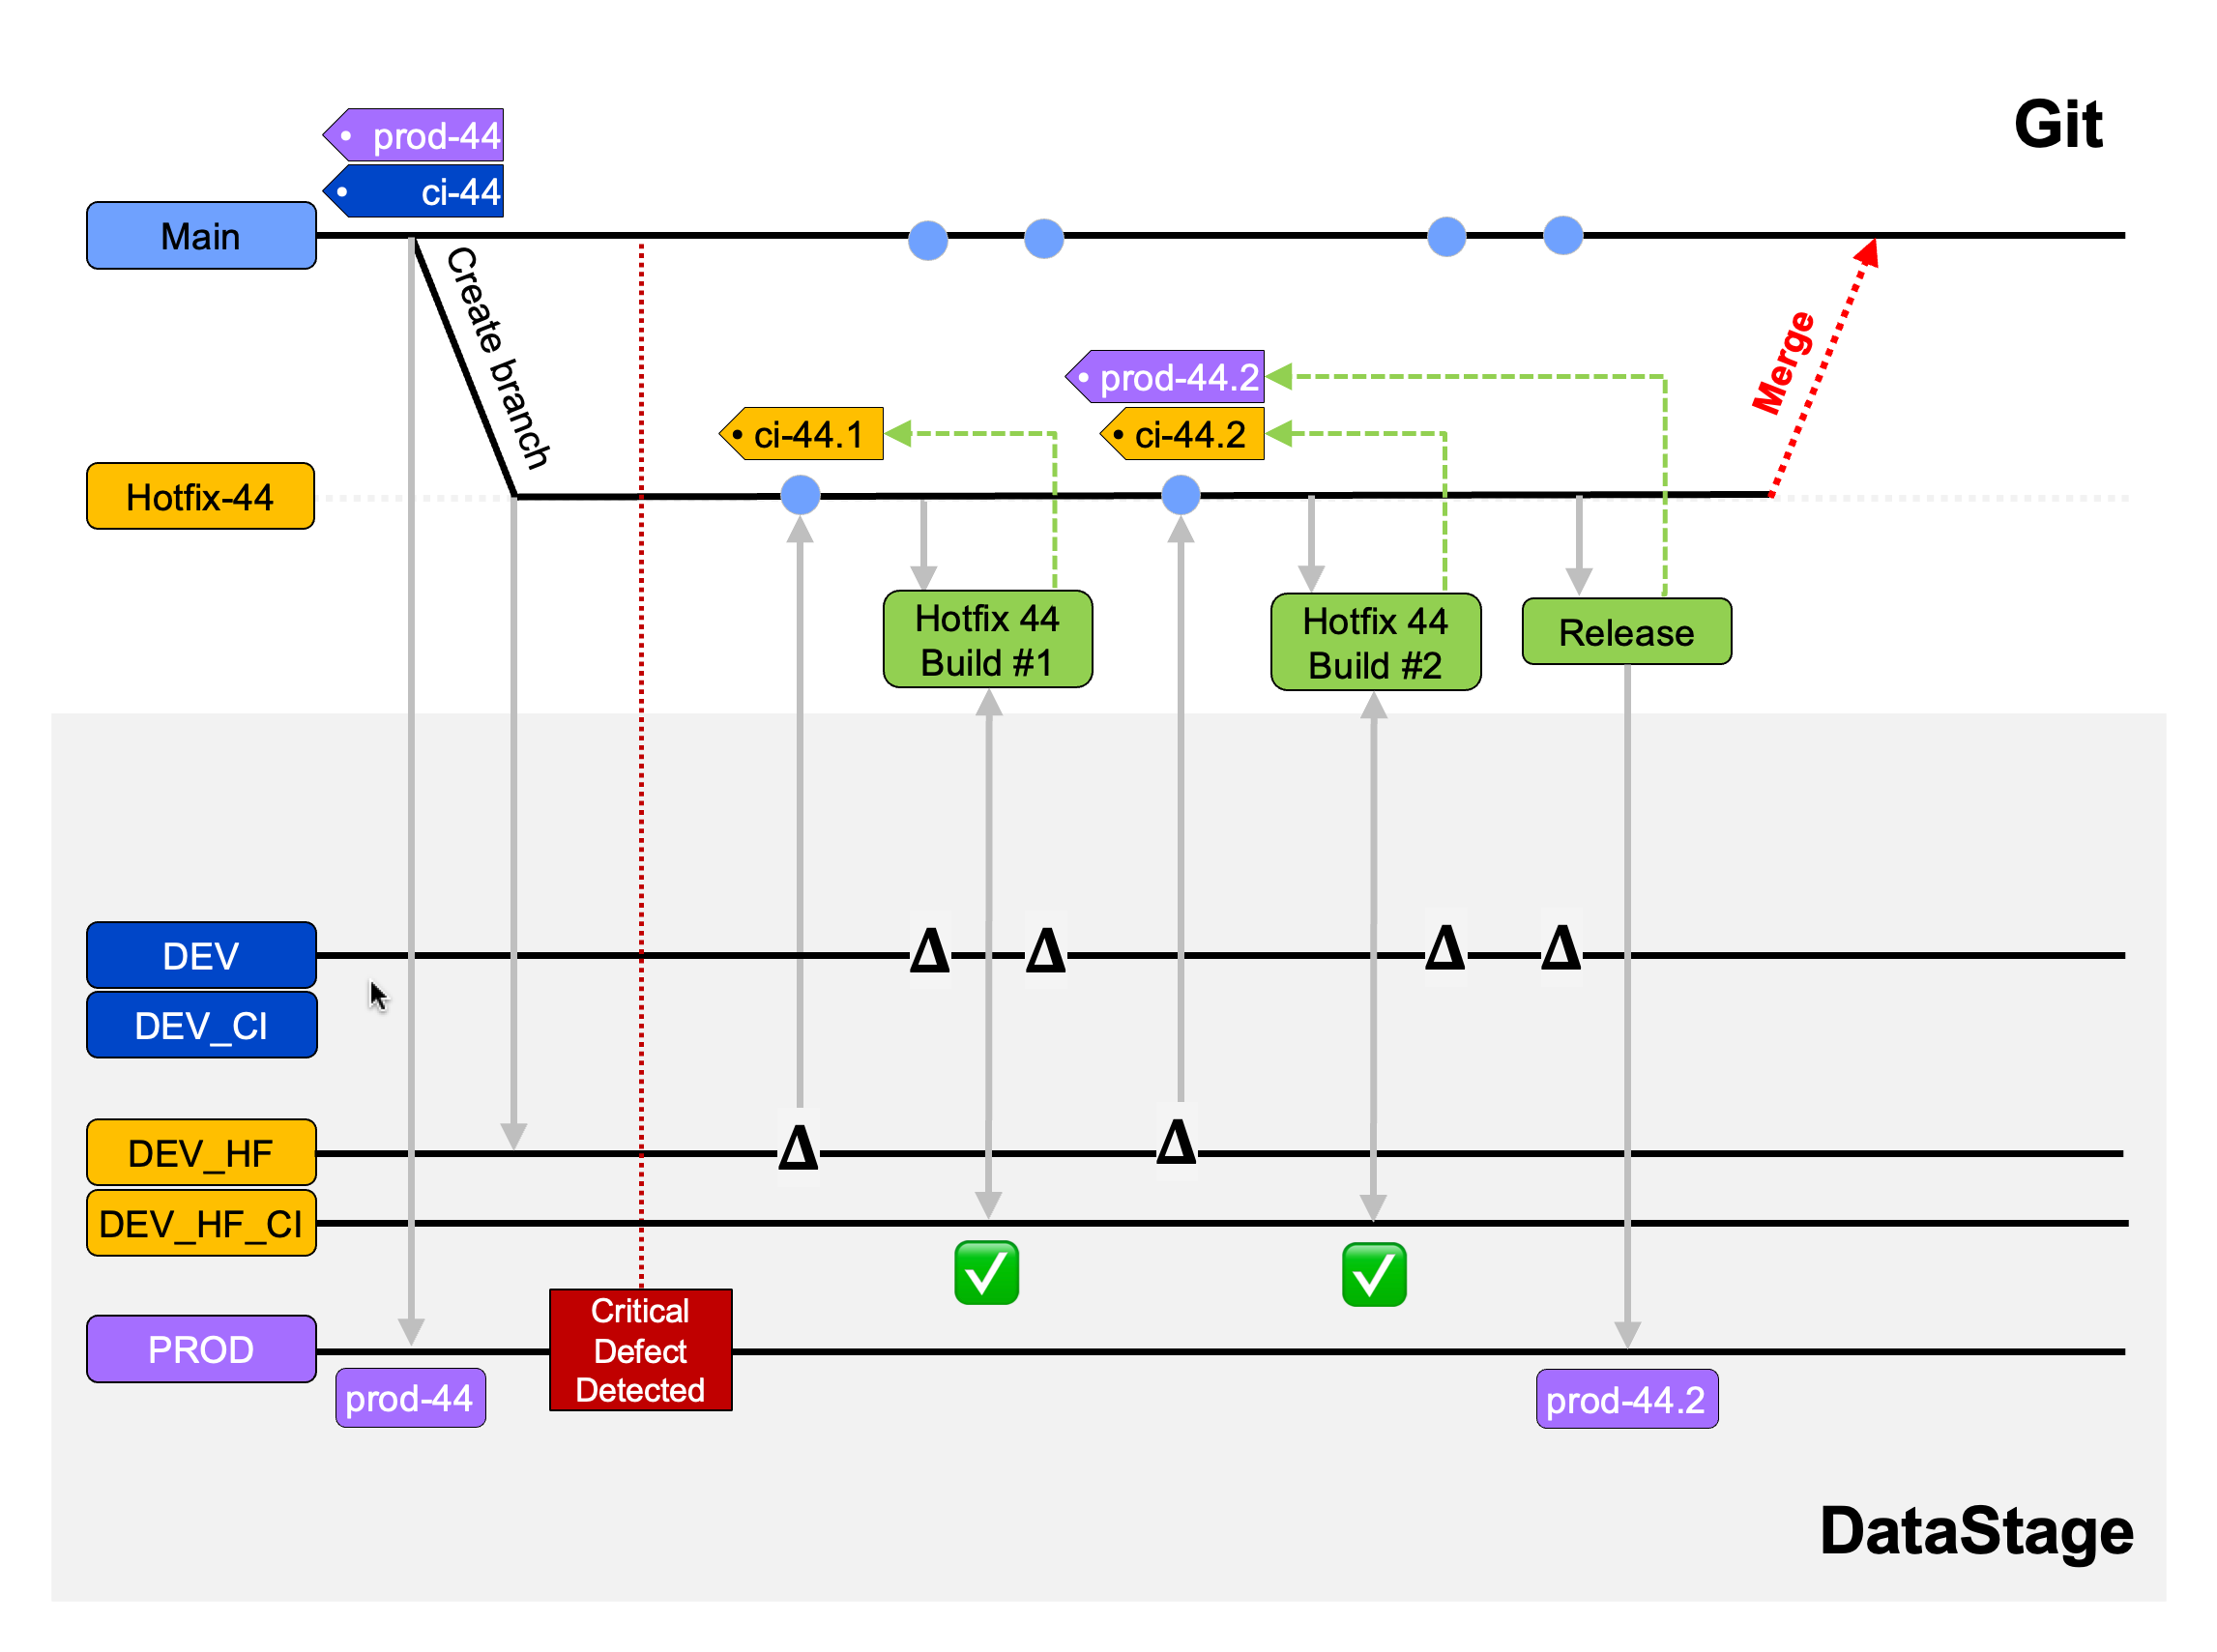 Git
prod-44
ci-44
Main
Create branch
Merge
prod-44.2
ci-44.1
ci-44.2
Hotfix-44
Hotfix 44
Build #1
Hotfix 44
Build #2
Release
DEV
Δ
Δ
Δ
Δ
DEV_CI
DEV_HF
Δ
Δ
DEV_HF_CI
Critical
Defect
Detected
PROD
prod-44
prod-44.2
DataStage